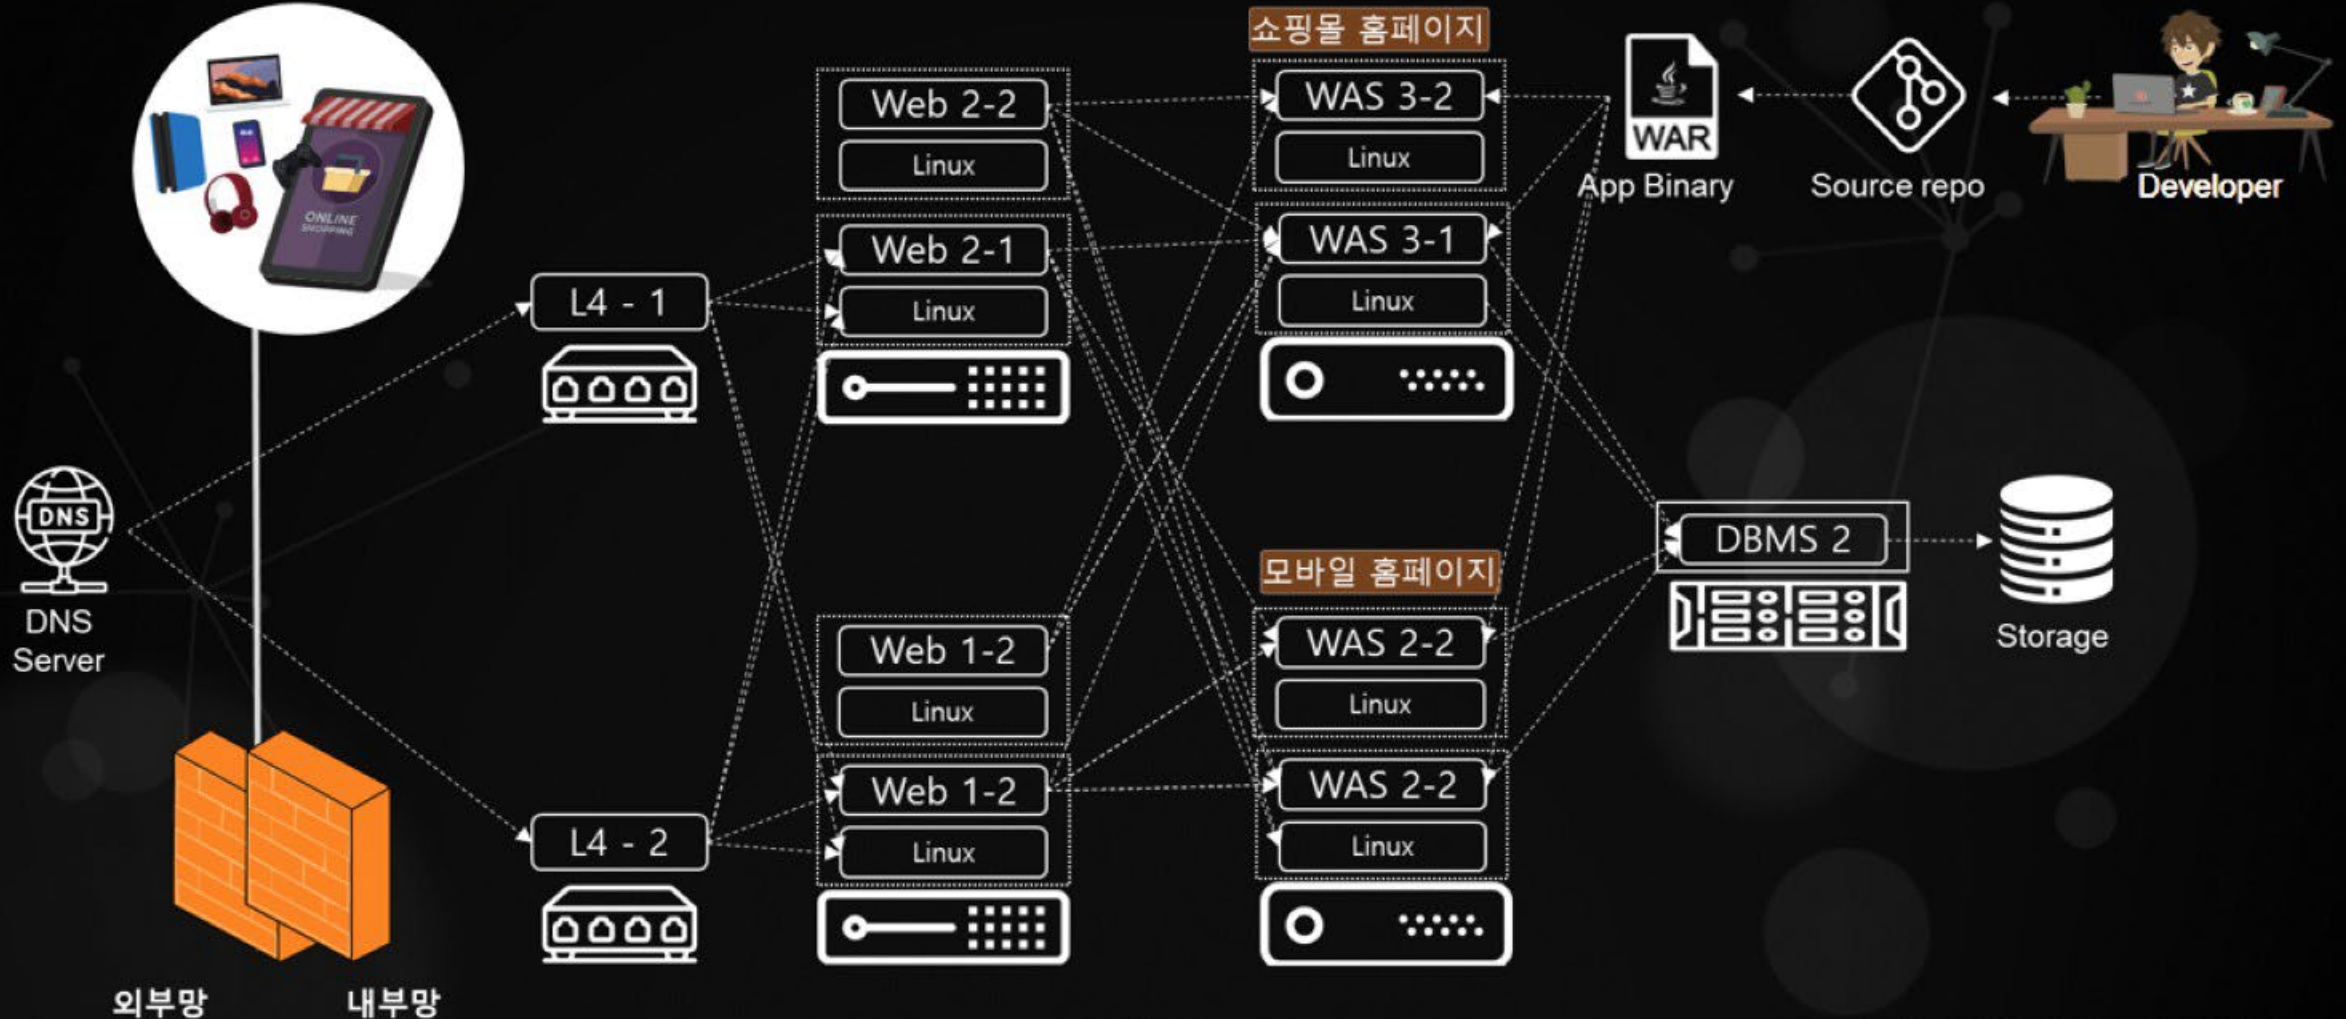 ONLINE
SHOPPING
DNS
DNS
Server
외부망
내부망
L4 - 1
L4 - 2
Web 2-2
Linux
Web 2-1
Linux
Web 1-2
Linux
Web 1-2
Linux
쇼핑몰 홈페이지
WAS 3-2
Linux
WAS 3-1
Linux
모바일 홈페이지
WAS 2-2
Linux
WAS 2-2
Linux
WAR
App Binary
Source repo
Developer
DBMS 2
Storage